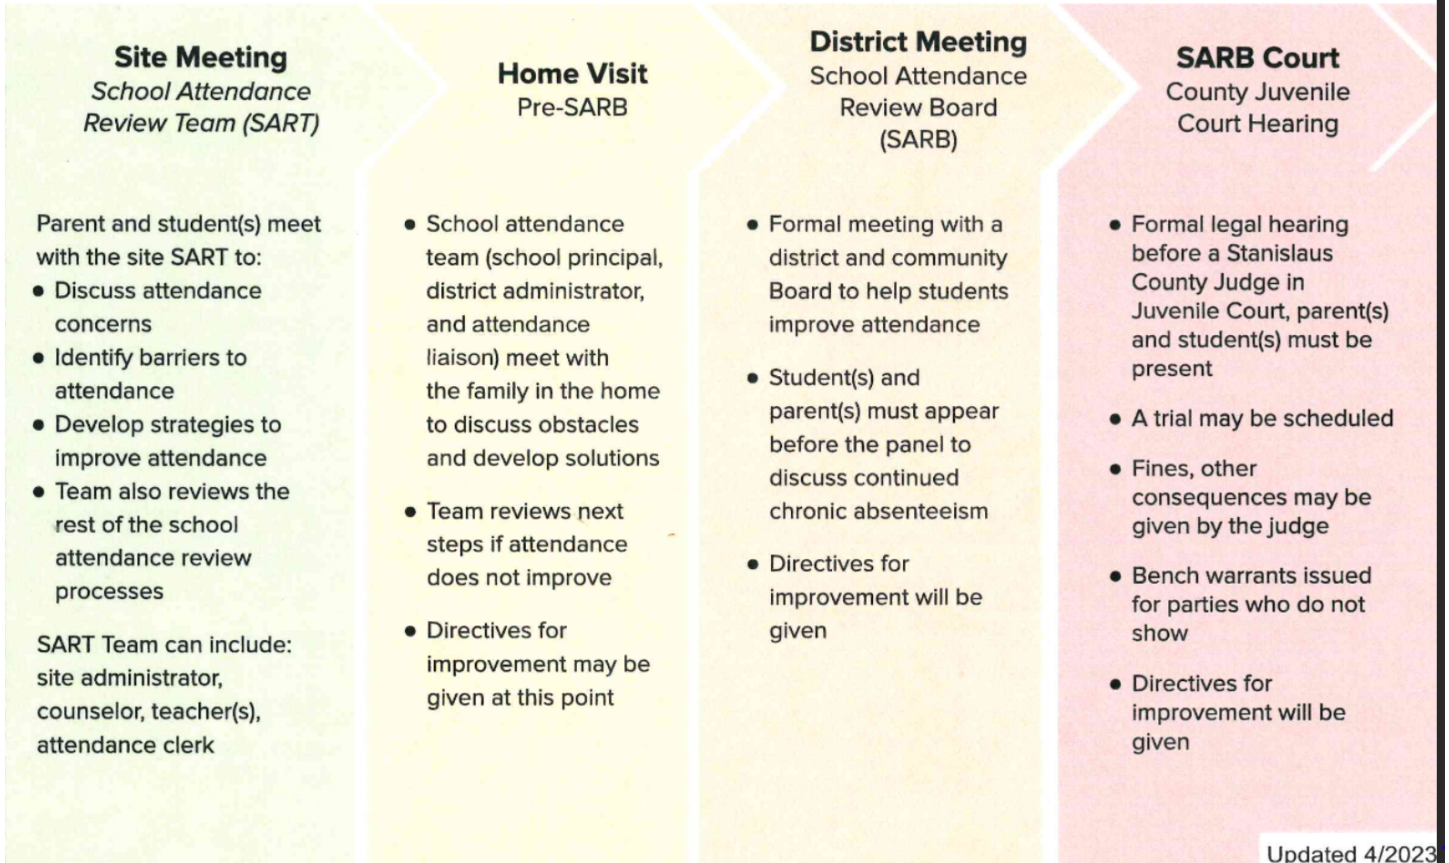 Site Meeting
School Attendance
Review Team (SART)
Parent and student(s) meet
with the site SART to:
● Discuss attendance
concerns
● Identify barriers to
attendance
● Develop strategies to
improve attendance
● Team also reviews the
rest of the school
attendance review
processes
SART Team can include:
site administrator,
counselor, teacher(s),
attendance clerk
Home Visit
Pre-SARB
● School attendance
team (school principal,
district administrator,
and attendance
liaison) meet with
the family in the home
to discuss obstacles
and develop solutions
● Team reviews next
steps if attendance
does not improve
● Directives for
improvement may be
given at this point
District Meeting
School Attendance
Review Board
(SARB)
● Formal meeting with a
district and community
Board to help students
improve attendance
● Student(s) and
parent(s) must appear
before the panel to
discuss continued
chronic absenteeism
● Directives for
improvement will be
given
SARB Court
County Juvenile
Court Hearing
● Formal legal hearing
before a Stanislaus
County Judge in
Juvenile Court, parent(s)
and student(s) must be
present
● A trial may be scheduled
● Fines, other
consequences may be
given by the judge
● Bench warrants issued
for parties who do not
show
● Directives for
improvement will be
given
Updated 4/2023